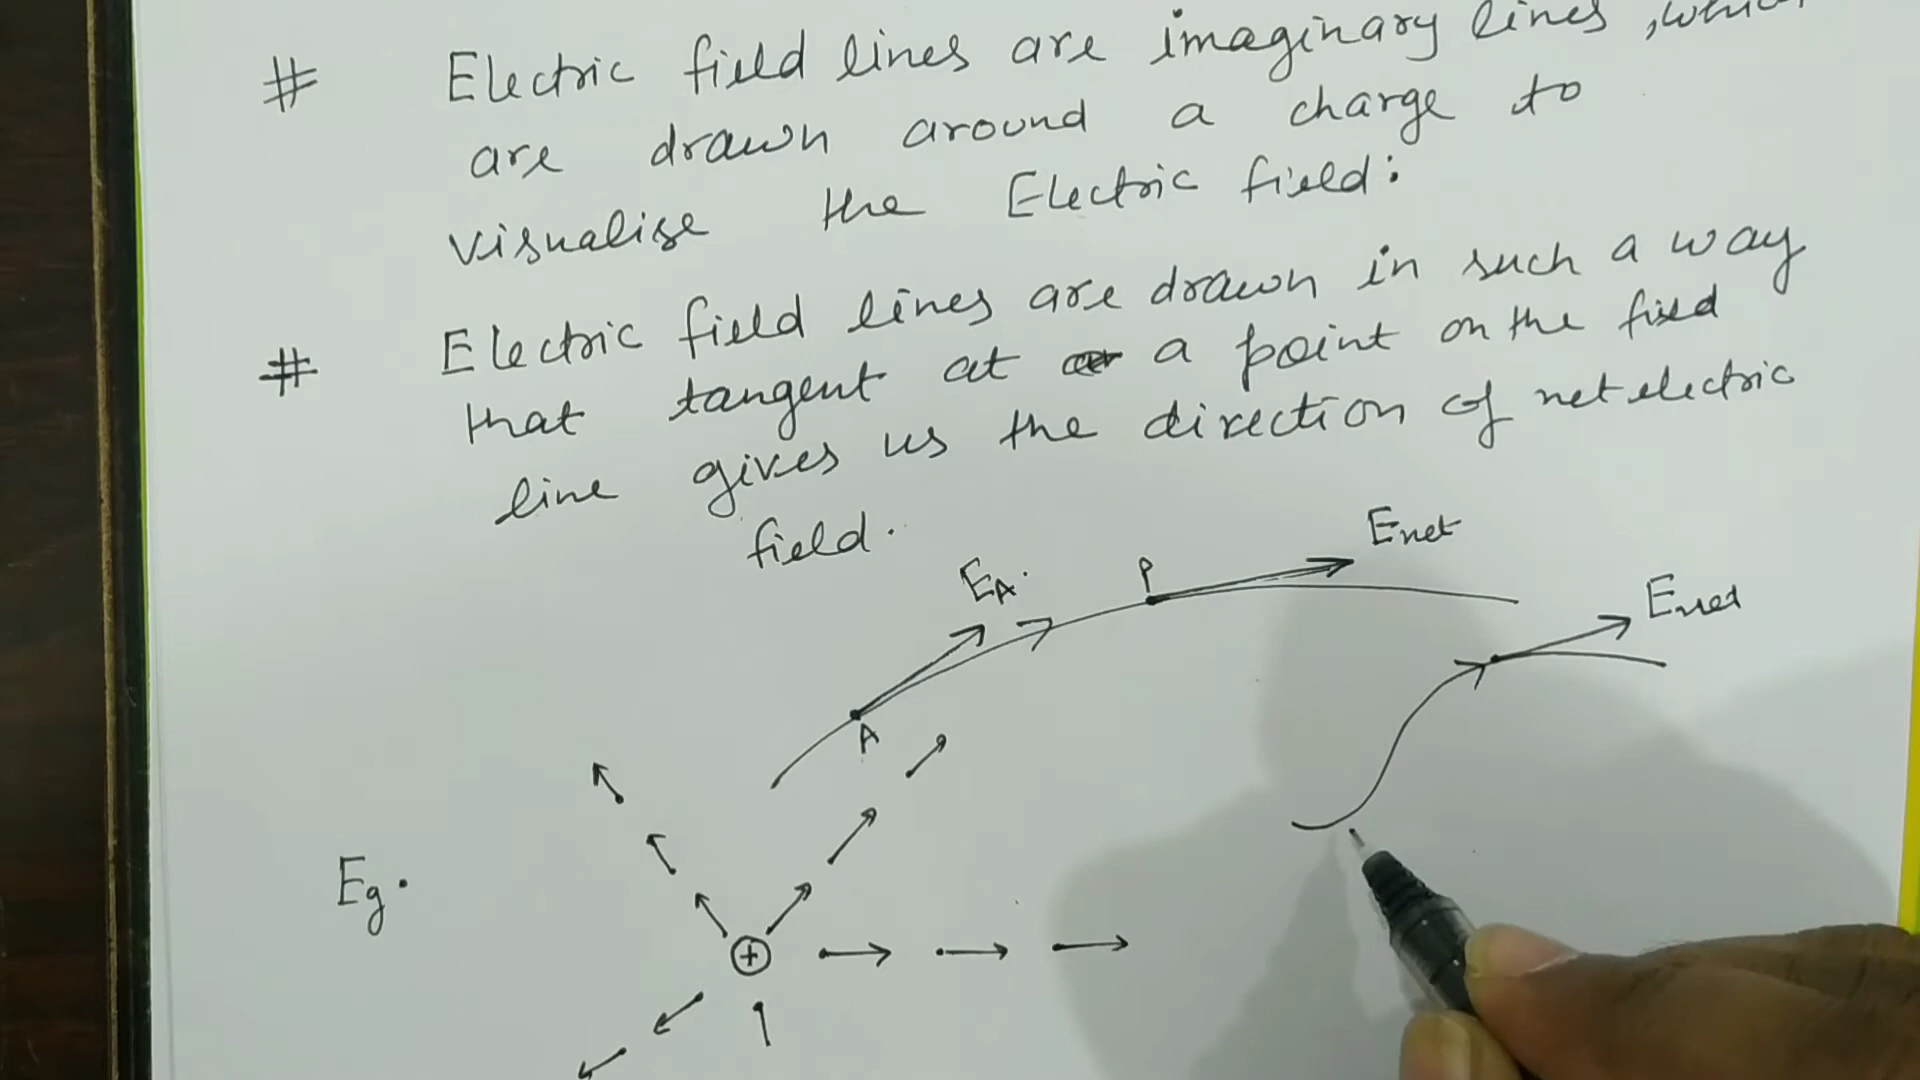 # Electric field lines are imaginary lines, which
are drawn around a charge to
visualise the Electric field:
# Electric field lines are drawn in such a way
that tangent at a point on the field
line gives us the direction of net electric
field.
Enet
EA.
P
Enet
A
Eg.
+